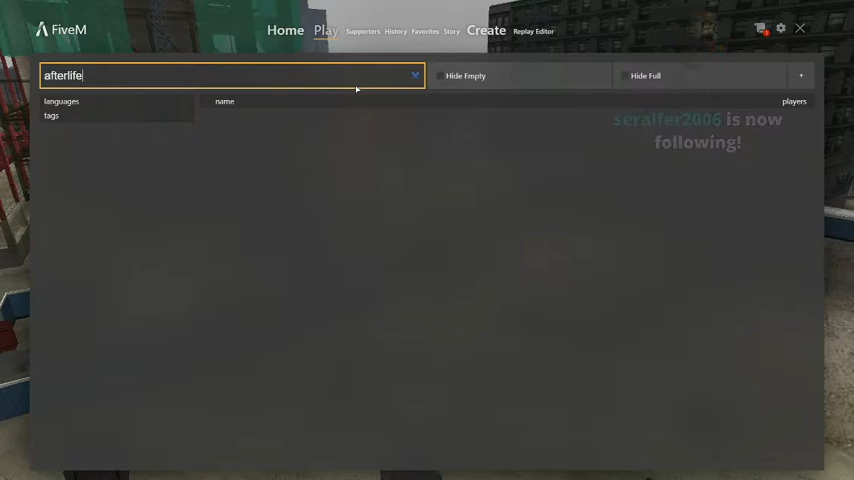 FiveM Home Play Supporters History Favorites Story Create Replay Editor
afterlife Hide Empty Hide Full +
languages name players
tags
seraifer2006 is now
following!